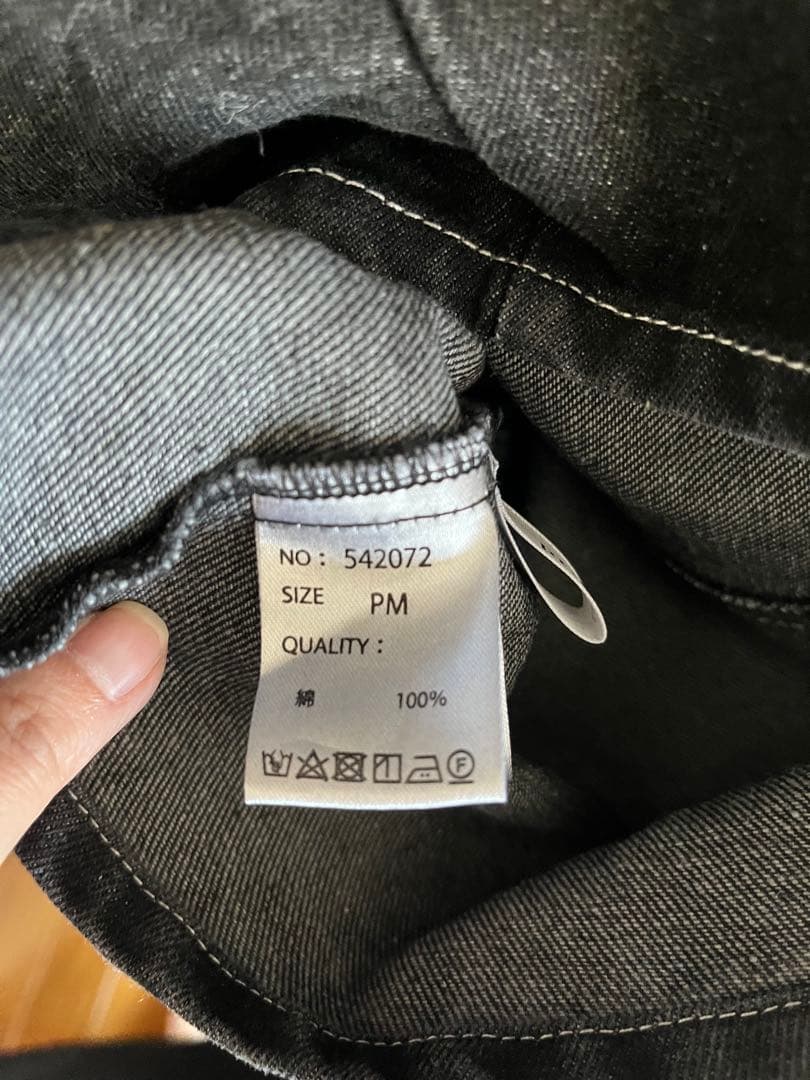 NO : 542072
SIZE PM
QUALITY :
綿 100%
F